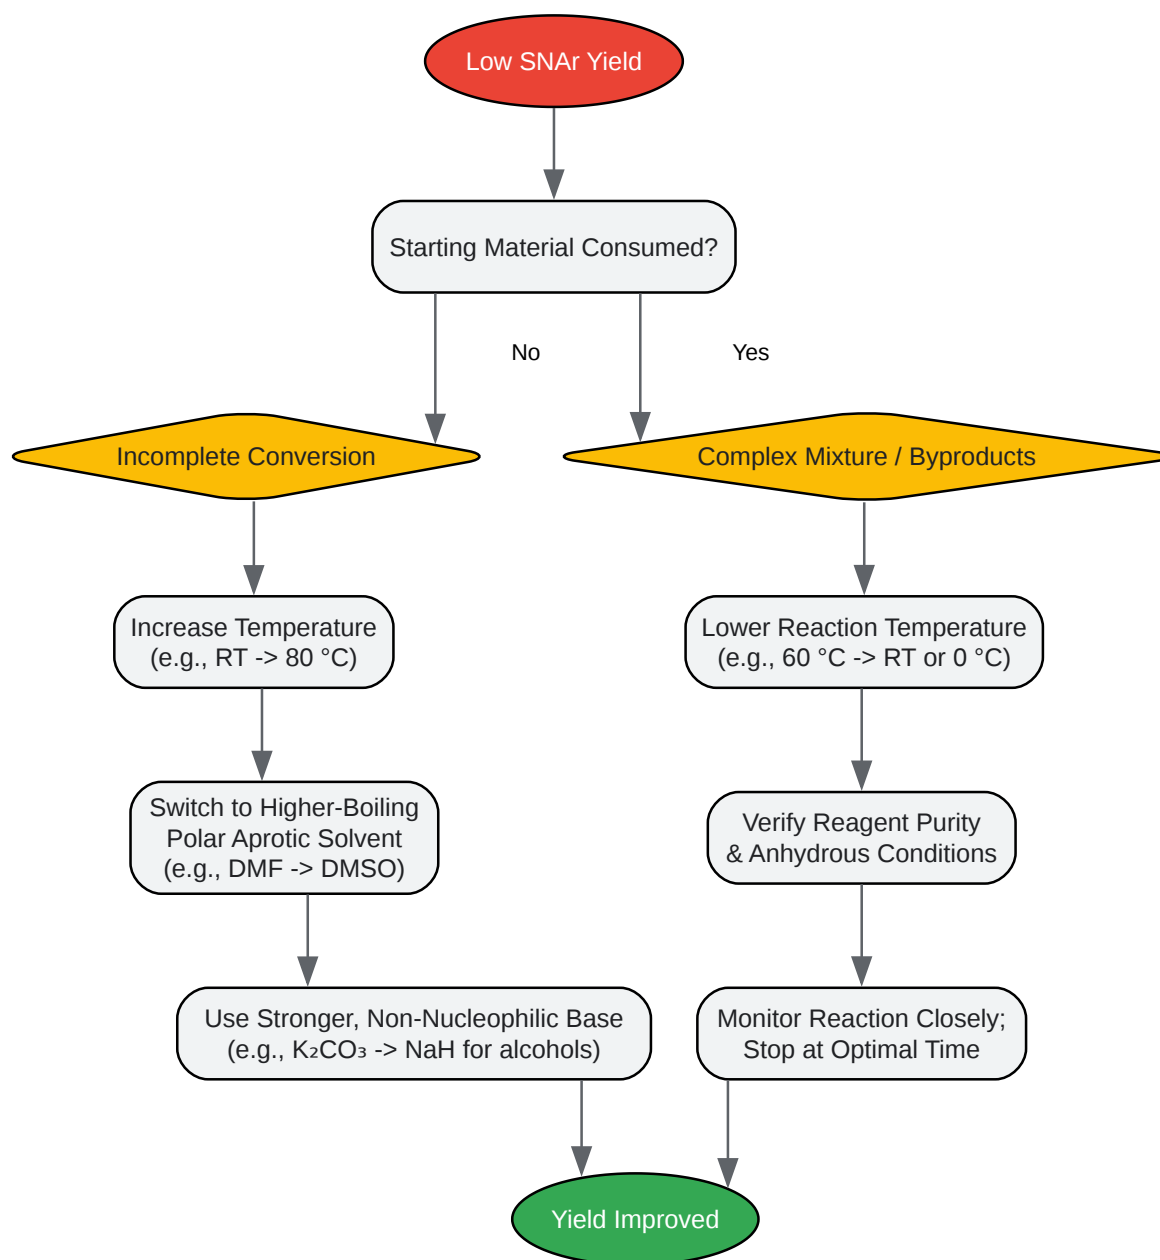 Low SNAr Yield
Starting Material Consumed?
No
Yes
Incomplete Conversion
Complex Mixture / Byproducts
Increase Temperature
(e.g., RT -> 80 °C)
Lower Reaction Temperature
(e.g., 60 °C -> RT or 0 °C)
Switch to Higher-Boiling
Polar Aprotic Solvent
(e.g., DMF -> DMSO)
Verify Reagent Purity
& Anhydrous Conditions
Use Stronger, Non-Nucleophilic Base
(e.g., K₂CO₃ -> NaH for alcohols)
Monitor Reaction Closely;
Stop at Optimal Time
Yield Improved